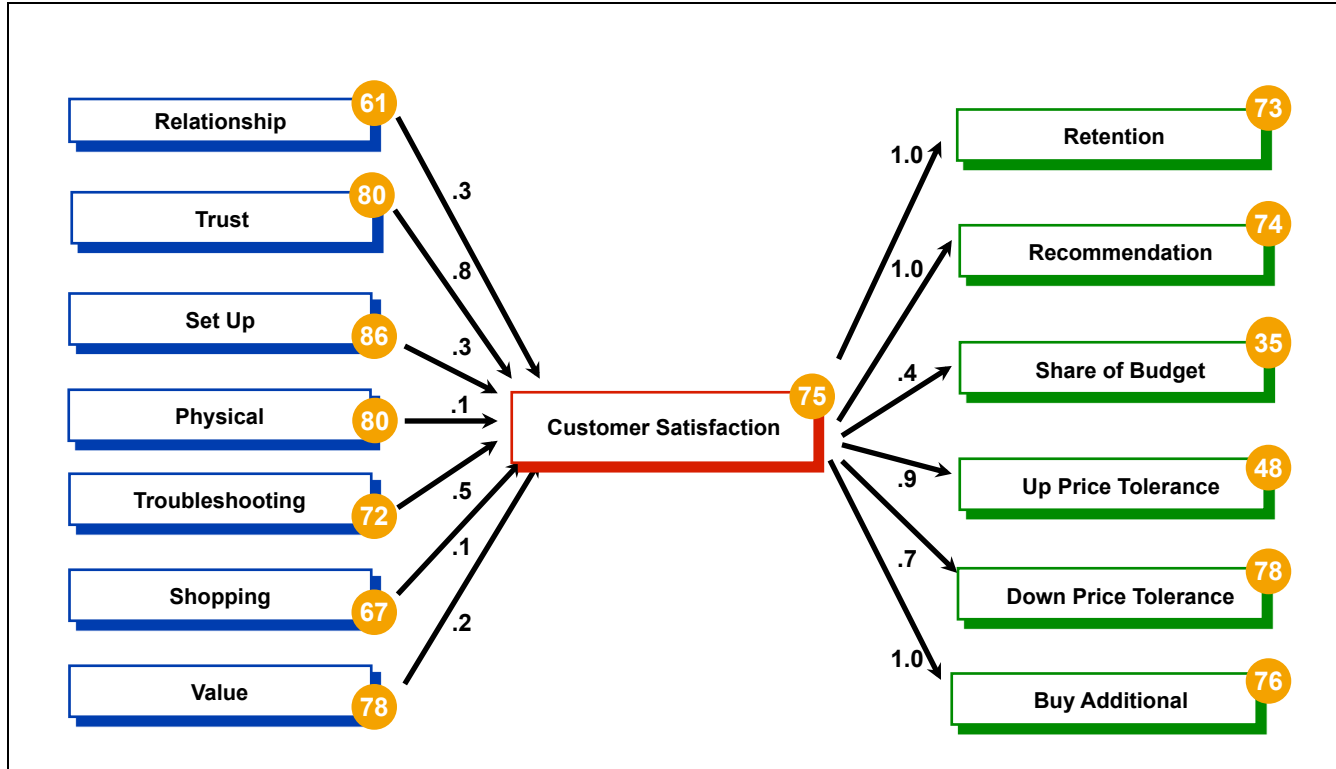 61
Relationship
.3
80
Trust
.8
Set Up
86
.3
Physical
80
.1
Troubleshooting
72
.5
Shopping
67
.1
Value
78
.2
75
Customer Satisfaction
1.0
73
Retention
1.0
74
Recommendation
.4
35
Share of Budget
.9
48
Up Price Tolerance
.7
78
Down Price Tolerance
1.0
76
Buy Additional